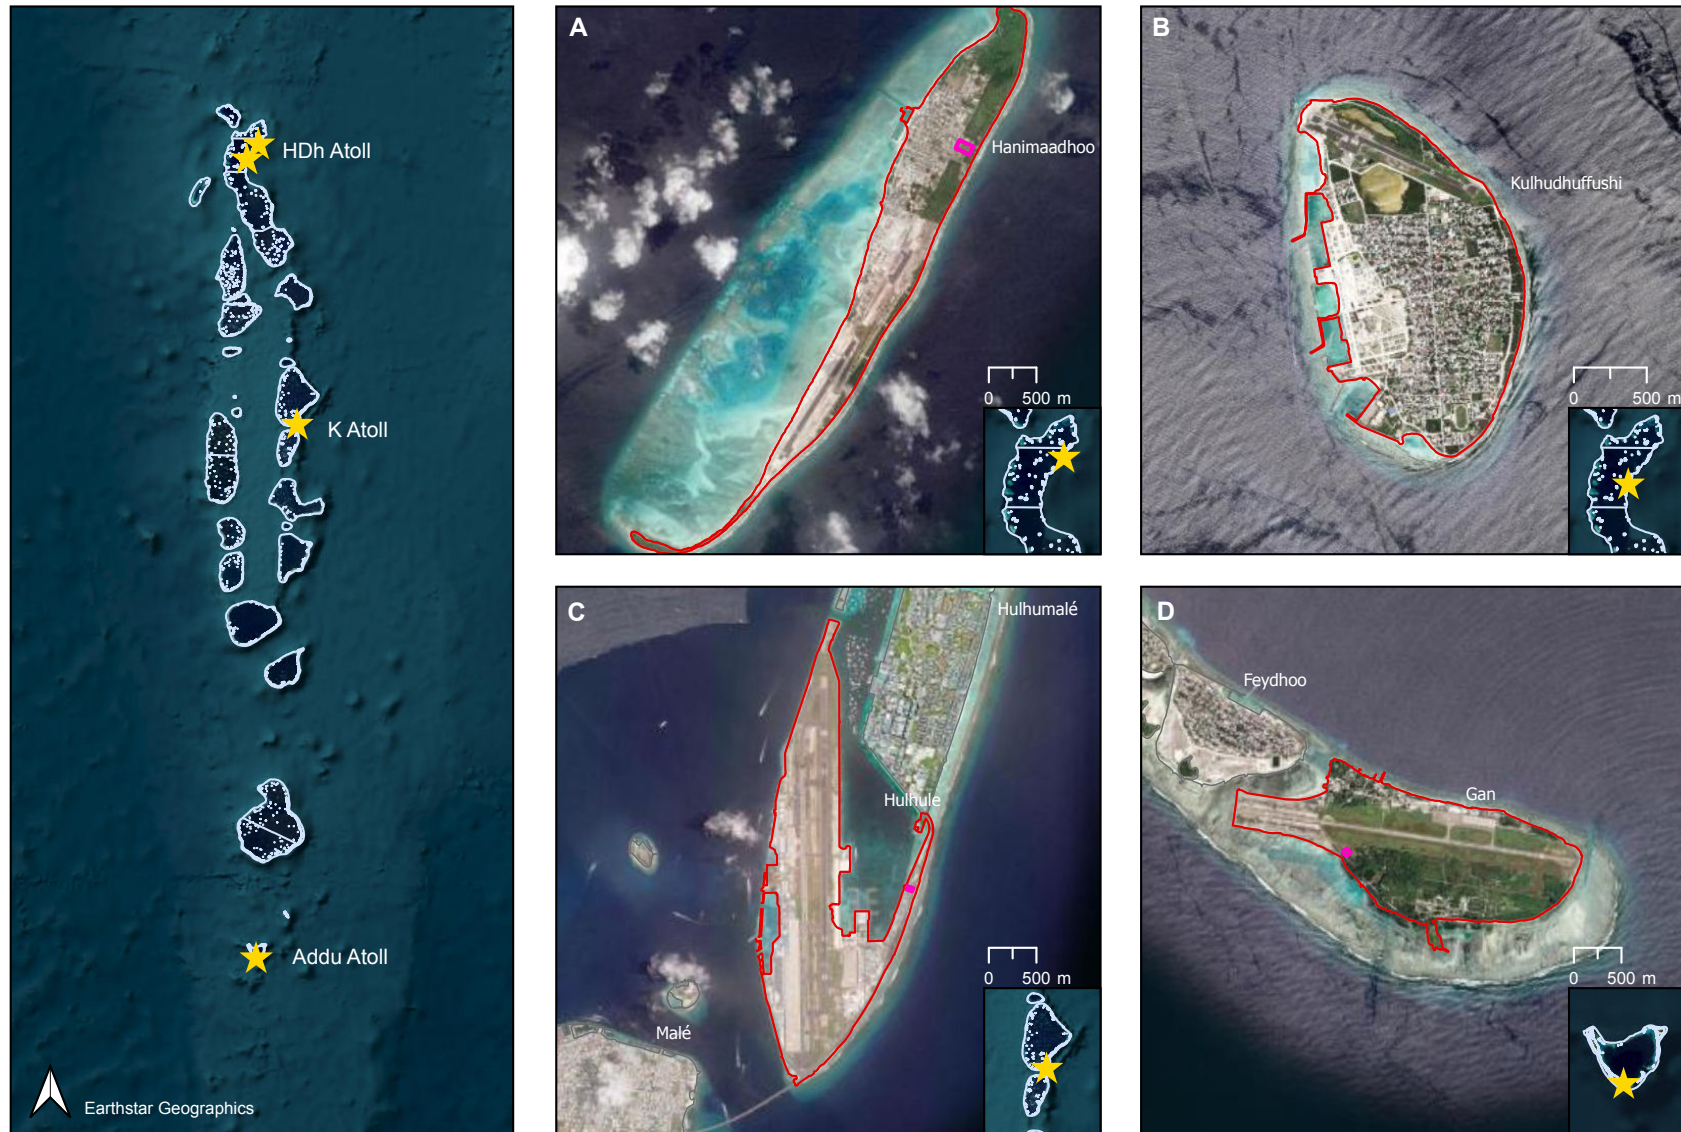 HDh Atoll
K Atoll
Addu Atoll
Earthstar Geographics
A
Hanimaadhoo
0 500 m
B
Kulhudhuffushi
0 500 m
C
Hulhumalé
Hulhule
Malé
0 500 m
D
Feydhoo
Gan
0 500 m